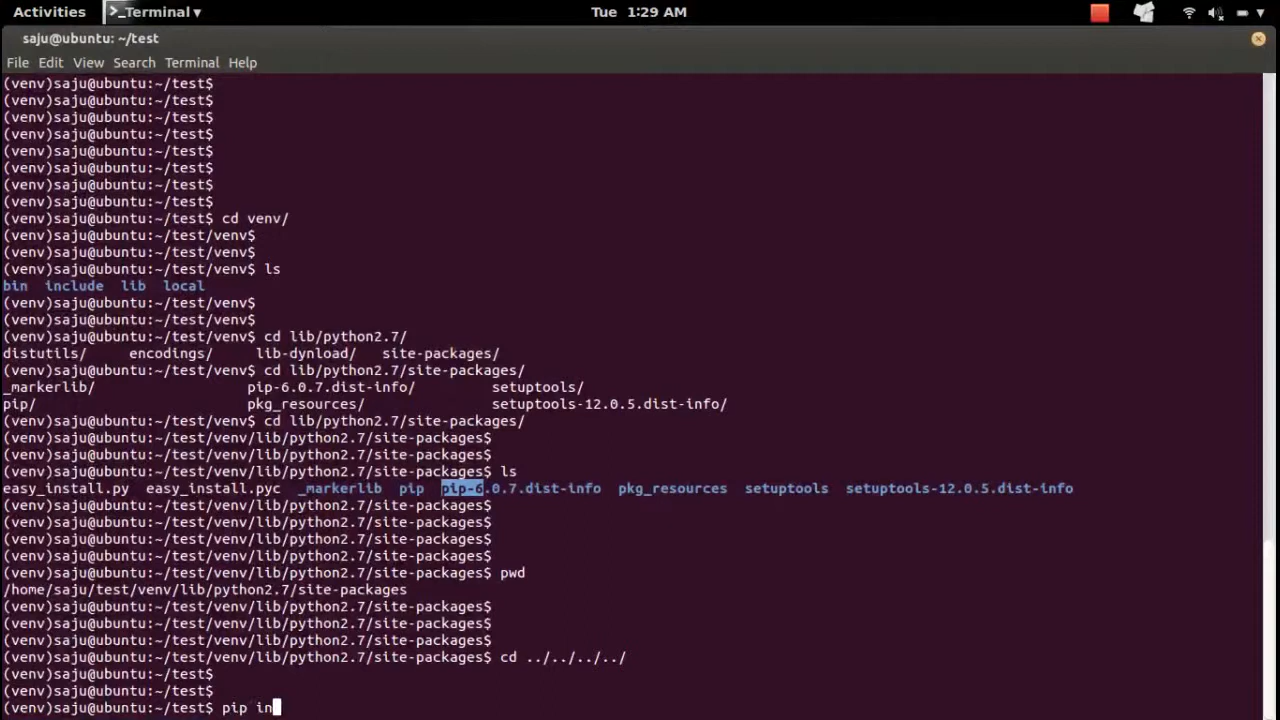 Activities >_Terminal ▾ Tue 1:29 AM
saju@ubuntu: ~/test
File Edit View Search Terminal Help
(venv)saju@ubuntu:~/test$
(venv)saju@ubuntu:~/test$
(venv)saju@ubuntu:~/test$
(venv)saju@ubuntu:~/test$
(venv)saju@ubuntu:~/test$
(venv)saju@ubuntu:~/test$
(venv)saju@ubuntu:~/test$
(venv)saju@ubuntu:~/test$
(venv)saju@ubuntu:~/test$ cd venv/
(venv)saju@ubuntu:~/test/venv$
(venv)saju@ubuntu:~/test/venv$
(venv)saju@ubuntu:~/test/venv$ ls
bin include lib local
(venv)saju@ubuntu:~/test/venv$
(venv)saju@ubuntu:~/test/venv$
(venv)saju@ubuntu:~/test/venv$ cd lib/python2.7/
distutils/ encodings/ lib-dynload/ site-packages/
(venv)saju@ubuntu:~/test/venv$ cd lib/python2.7/site-packages/
_markerlib/ pip-6.0.7.dist-info/ setuptools/
pip/ pkg_resources/ setuptools-12.0.5.dist-info/
(venv)saju@ubuntu:~/test/venv$ cd lib/python2.7/site-packages/
(venv)saju@ubuntu:~/test/venv/lib/python2.7/site-packages$
(venv)saju@ubuntu:~/test/venv/lib/python2.7/site-packages$
(venv)saju@ubuntu:~/test/venv/lib/python2.7/site-packages$ ls
easy_install.py easy_install.pyc _markerlib pip pip-6.0.7.dist-info pkg_resources setuptools setuptools-12.0.5.dist-info
(venv)saju@ubuntu:~/test/venv/lib/python2.7/site-packages$
(venv)saju@ubuntu:~/test/venv/lib/python2.7/site-packages$
(venv)saju@ubuntu:~/test/venv/lib/python2.7/site-packages$
(venv)saju@ubuntu:~/test/venv/lib/python2.7/site-packages$
(venv)saju@ubuntu:~/test/venv/lib/python2.7/site-packages$ pwd
/home/saju/test/venv/lib/python2.7/site-packages
(venv)saju@ubuntu:~/test/venv/lib/python2.7/site-packages$
(venv)saju@ubuntu:~/test/venv/lib/python2.7/site-packages$
(venv)saju@ubuntu:~/test/venv/lib/python2.7/site-packages$
(venv)saju@ubuntu:~/test/venv/lib/python2.7/site-packages$ cd ../../../../
(venv)saju@ubuntu:~/test$
(venv)saju@ubuntu:~/test$
(venv)saju@ubuntu:~/test$ pip in